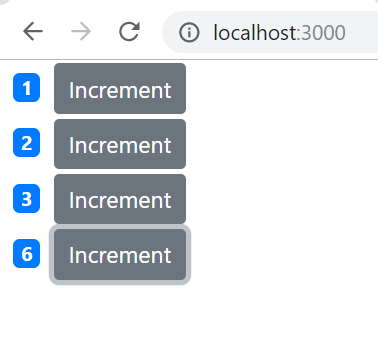 localhost:3000
1 Increment
2 Increment
3 Increment
6 Increment